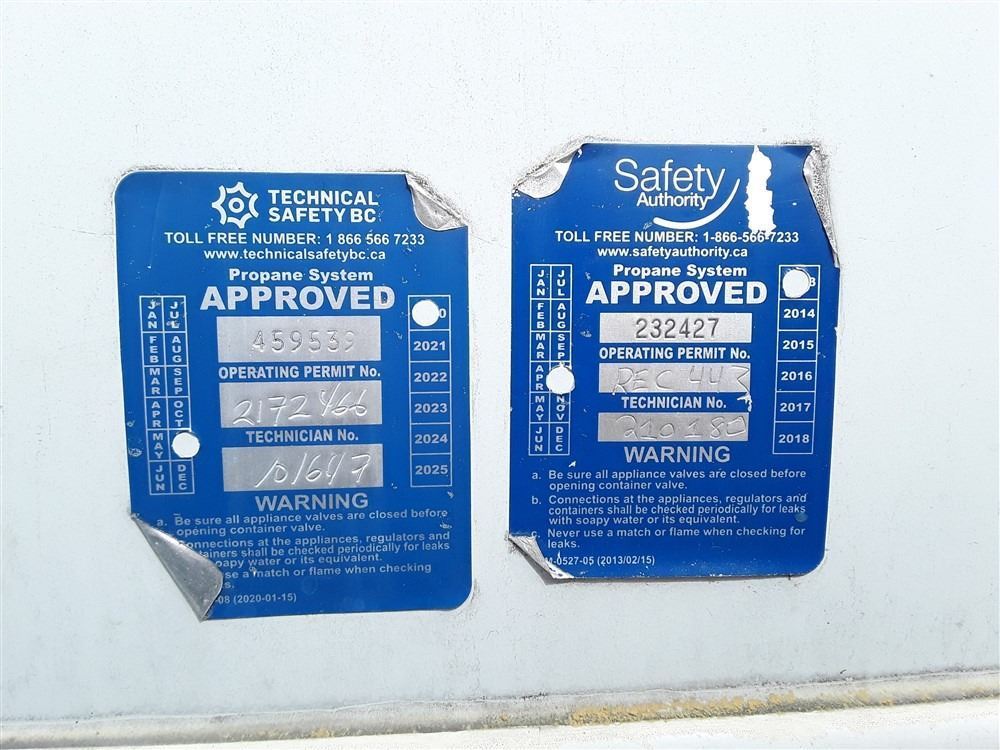 TECHNICAL
SAFETY BC
TOLL FREE NUMBER: 1 866 566 7233
www.technicalsafetybc.ca
Propane System
APPROVED
JAN FEB MAR APR MAY JUN
JUL AUG SEP OCT DEC
2021
2022
2023
2024
2025
459539
OPERATING PERMIT No.
2172466
TECHNICIAN No.
01647
WARNING
a. Be sure all appliance valves are closed before
opening container valve.
Connections at the appliances, regulators and
containers shall be checked periodically for leaks
soapy water or its equivalent.
use a match or flame when checking
-08 (2020-01-15)
Safety
Authority
TOLL FREE NUMBER: 1-866-566-7233
www.safetyauthority.ca
Propane System
APPROVED
JAN FEB MAR APR MAY JUN
JUL AUG SEP NOV DEC
2014
2015
2016
2017
2018
232427
OPERATING PERMIT No.
REC 443
TECHNICIAN No.
210180
WARNING
a. Be sure all appliance valves are closed before
opening container valve.
b. Connections at the appliances, regulators and
containers shall be checked periodically for leaks
with soapy water or its equivalent.
c. Never use a match or flame when checking for
leaks.
-0527-05 (2013/02/15)